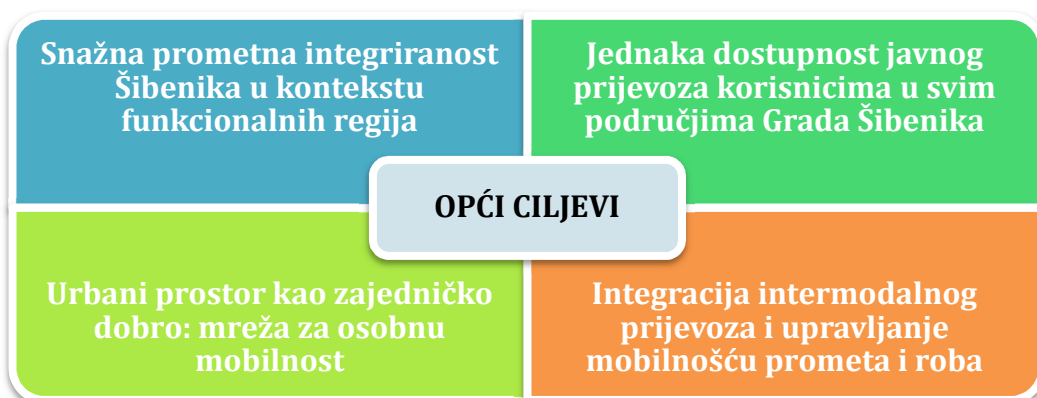 Snažna prometna integriranost
Šibenika u kontekstu
funkcionalnih regija
Jednaka dostupnost javnog
prijevoza korisnicima u svim
područjima Grada Šibenika
OPĆI CILJEVI
Urbani prostor kao zajedničko
dobro: mreža za osobnu
mobilnost
Integracija intermodalnog
prijevoza i upravljanje
mobilnošću prometa i roba